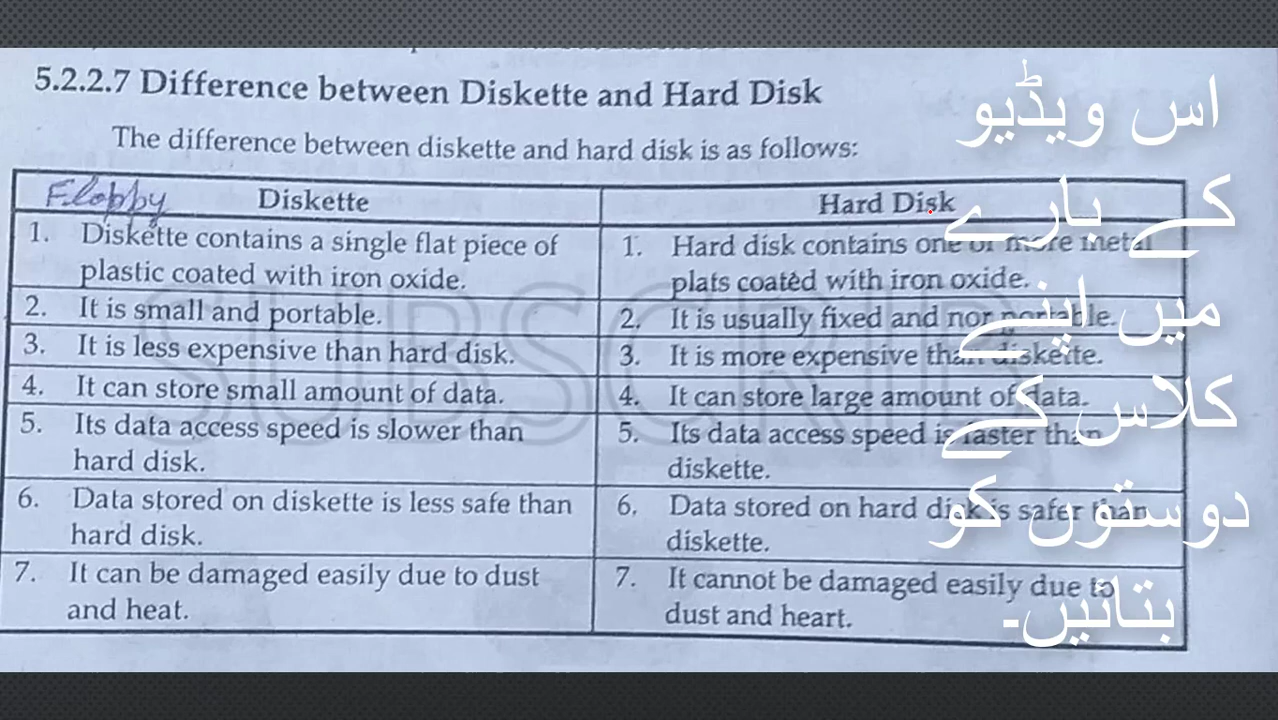 5.2.2.7 Difference between Diskette and Hard Disk
The difference between diskette and hard disk is as follows:
Floppy Diskette
Hard Disk
1. Diskette contains a single flat piece of
plastic coated with iron oxide.
1. Hard disk contains one or more metal
plats coated with iron oxide.
2. It is small and portable.
2. It is usually fixed and nor portable.
3. It is less expensive than hard disk.
3. It is more expensive than diskette.
4. It can store small amount of data.
4. It can store large amount of data.
5. Its data access speed is slower than
hard disk.
5. Its data access speed is faster than
diskette.
6. Data stored on diskette is less safe than
hard disk.
6. Data stored on hard disk is safer than
diskette.
7. It can be damaged easily due to dust
and heat.
7. It cannot be damaged easily due to
dust and heart.
SUBSCRIBE
اس ویڈیو
کے بارے
میں اپنے
کلاس کے
دوستوں کو
بتائیں۔